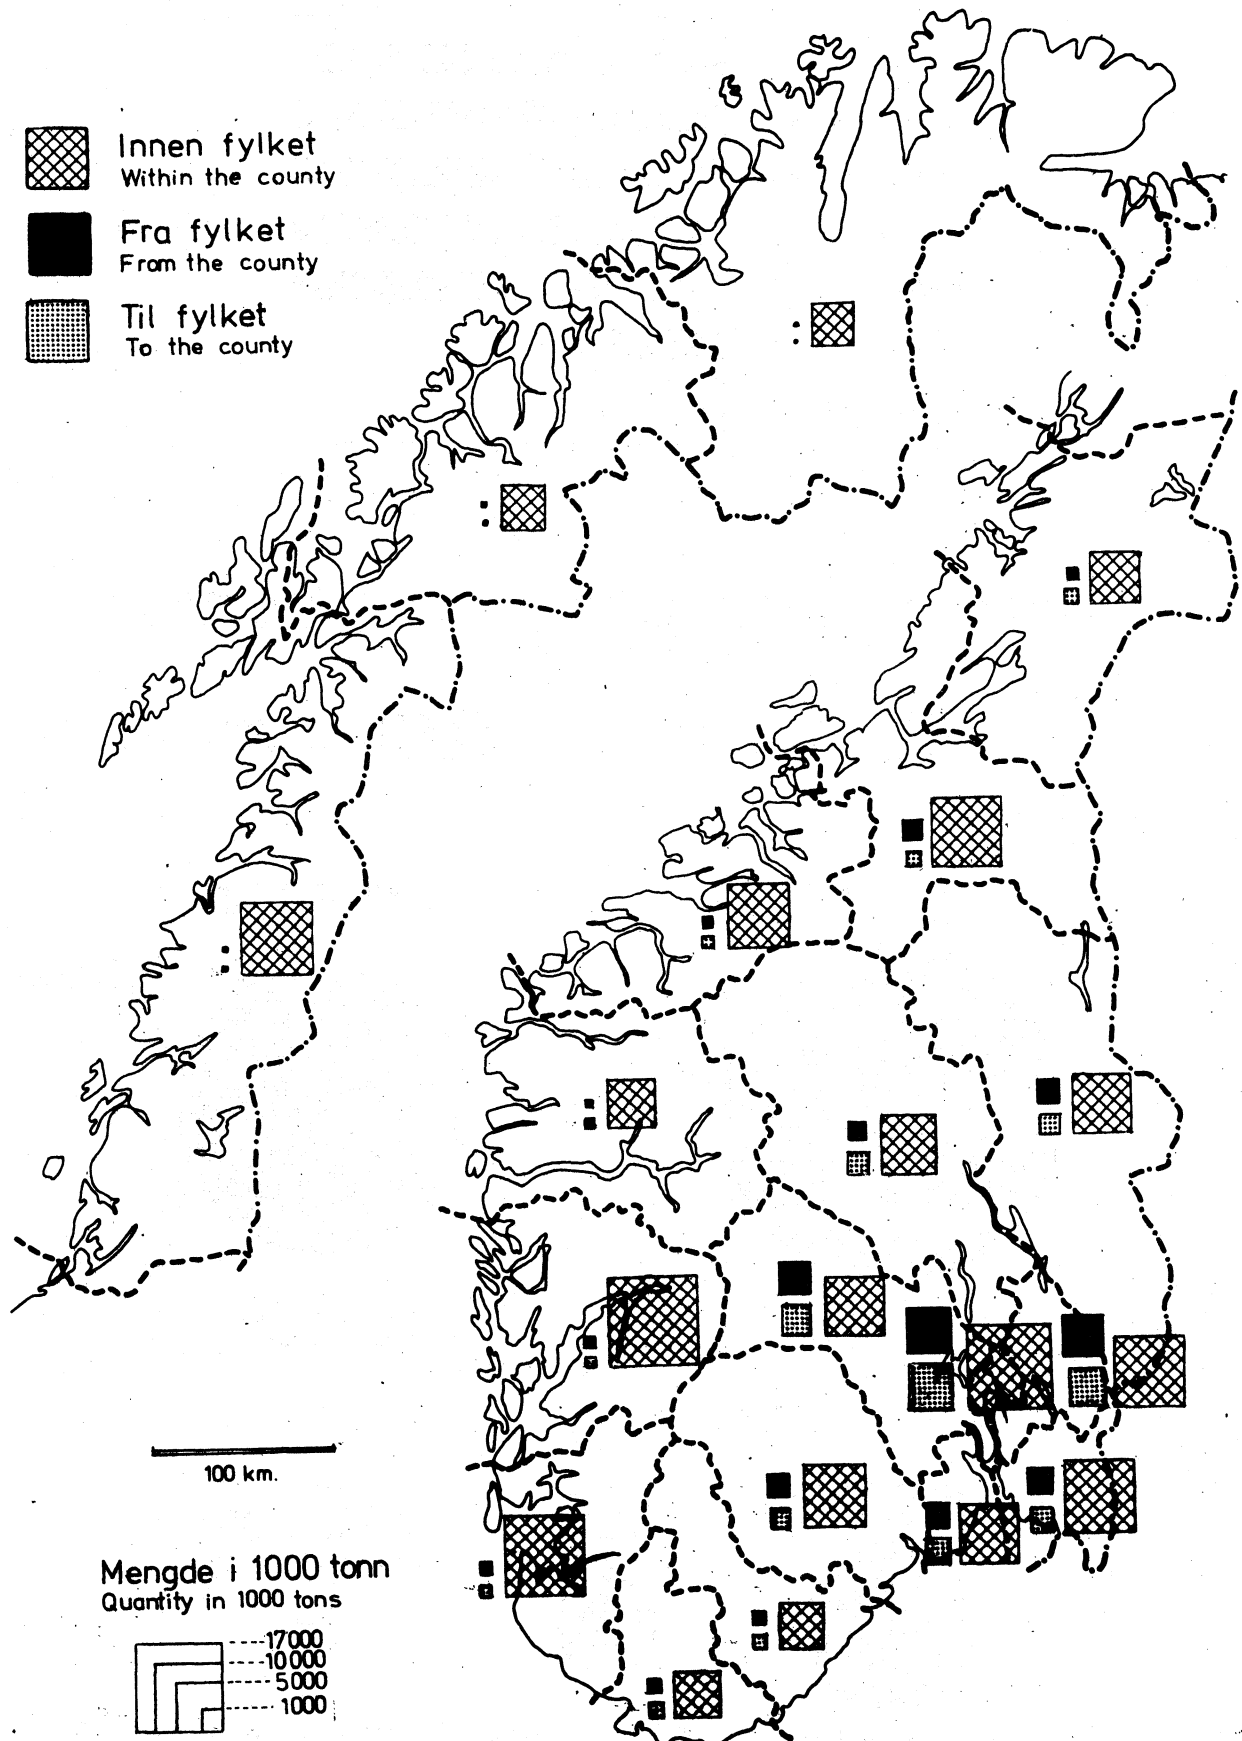 Innen fylket
Within the county
Fra fylket
From the county
Til fylket
To the county
100 km.
Mengde i 1000 tonn
Quantity in 1000 tons
17000
10000
5000
1000